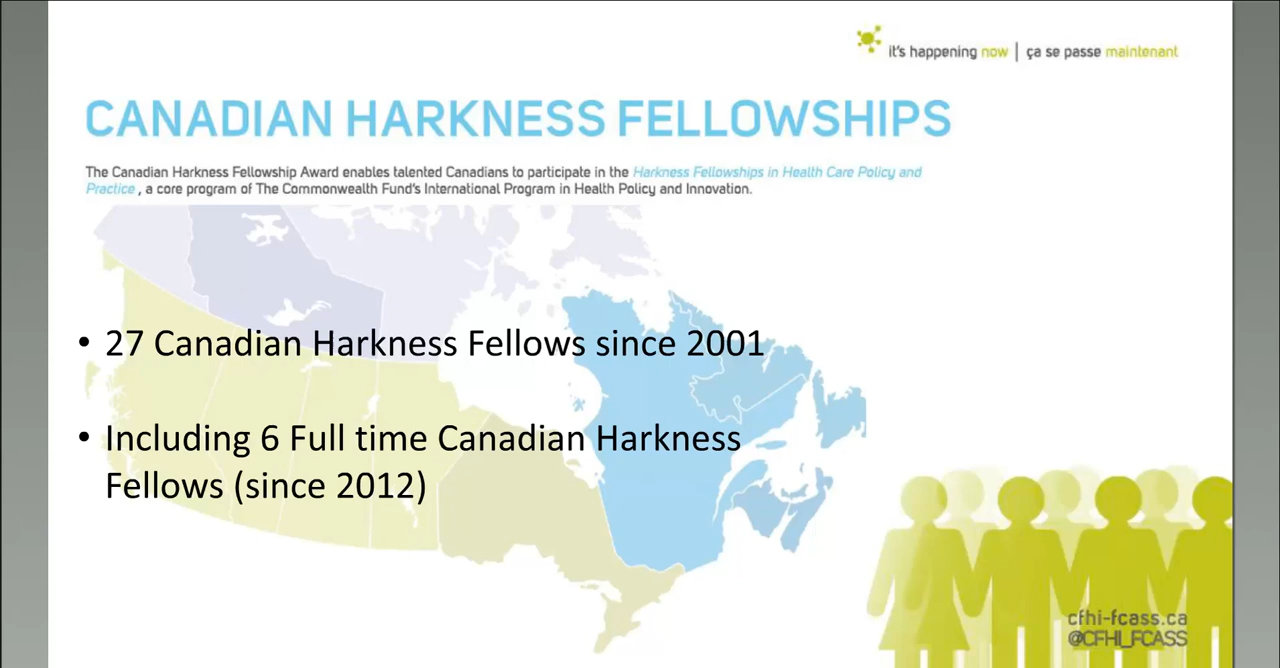 it's happening now | ça se passe maintenant
CANADIAN HARKNESS FELLOWSHIPS
The Canadian Harkness Fellowship Award enables talented Canadians to participate in the Harkness Fellowships in Health Care Policy and
Practice , a core program of The Commonwealth Fund's International Program in Health Policy and Innovation.
• 27 Canadian Harkness Fellows since 2001
• Including 6 Full time Canadian Harkness
Fellows (since 2012)
cfhi-fcass.ca
@CFHI_FCASS